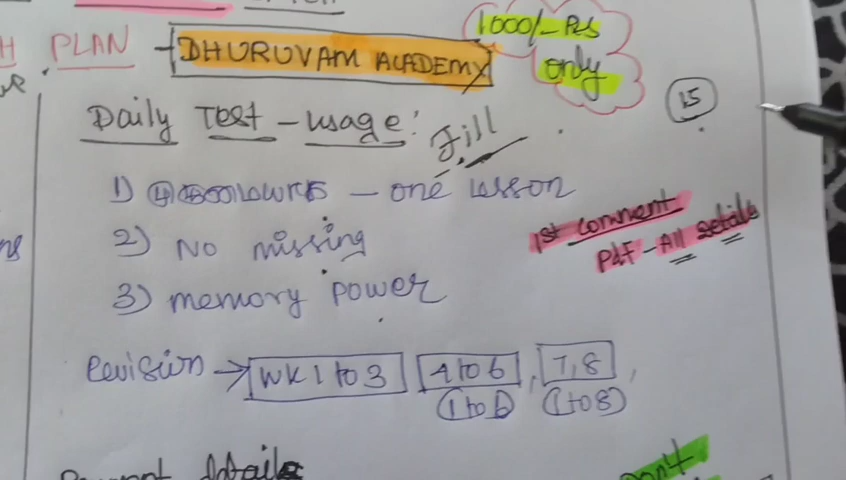 PLAN - DHURUVAM ACADEMY
1000/- Rs
only
15
Daily Test - usage:
Fill
1) - one lesson
2) No missing
3) memory power
1st comment
Pdf - All details
Revision → WK 1 to 3 4 to 6, 7,8,
(1 to 6) (1 to 8)
details
Don't